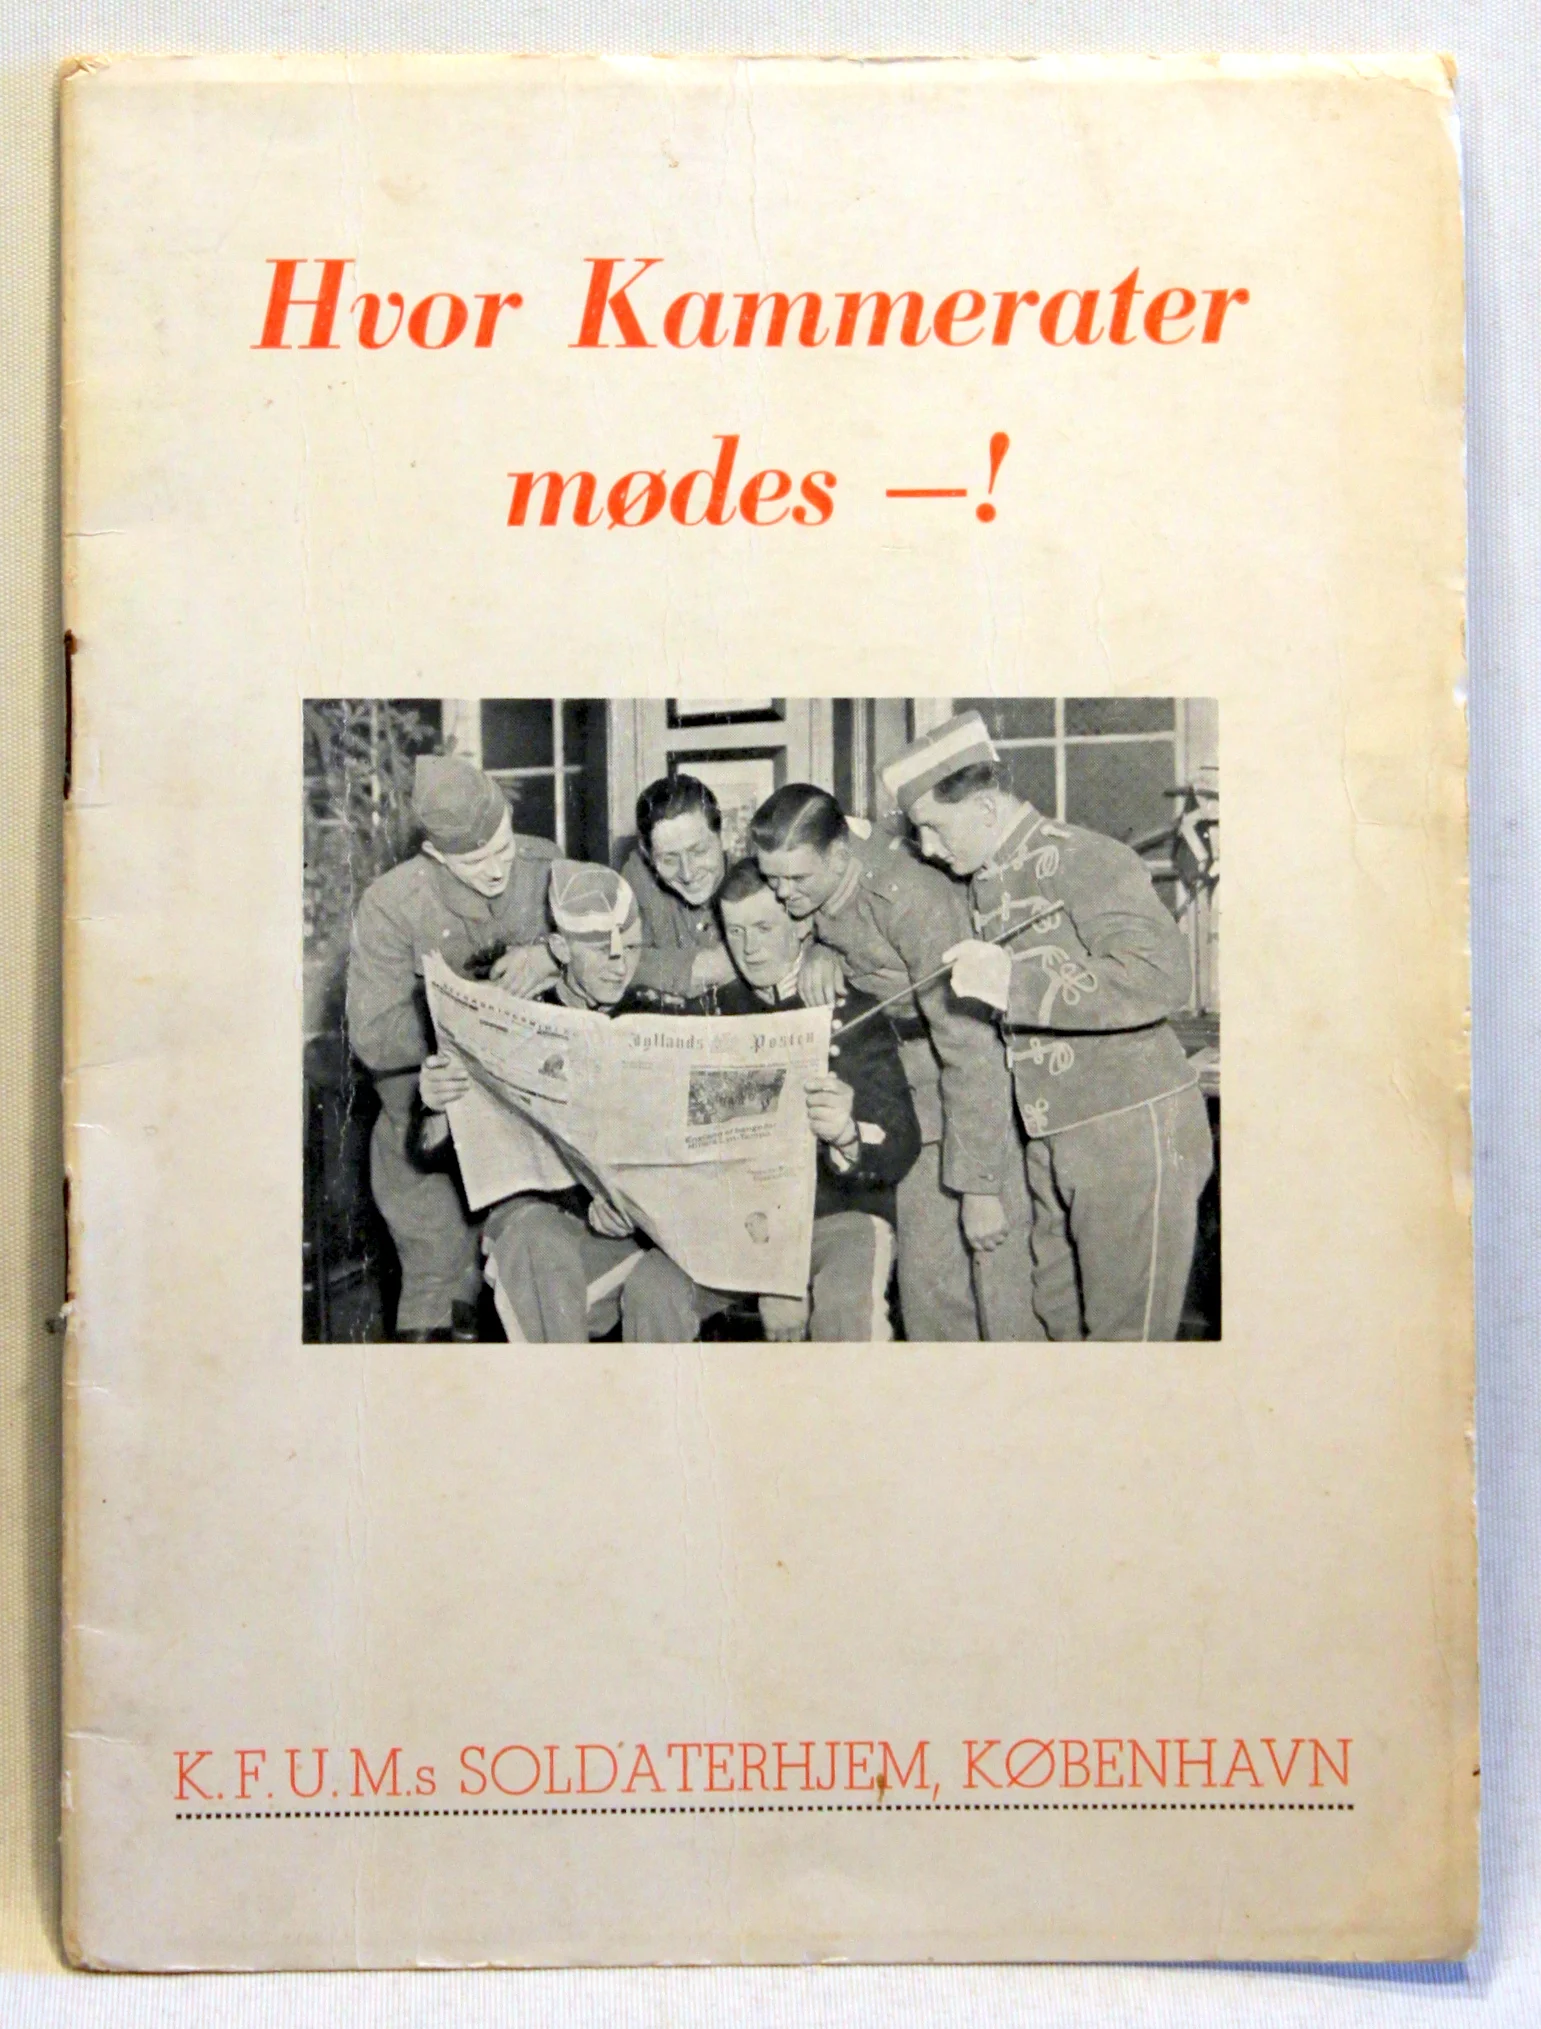 Hvor Kammerater
mødes —!
Jyllands Posten
K.F.U.M.s SOLDATERHJEM, KØBENHAVN